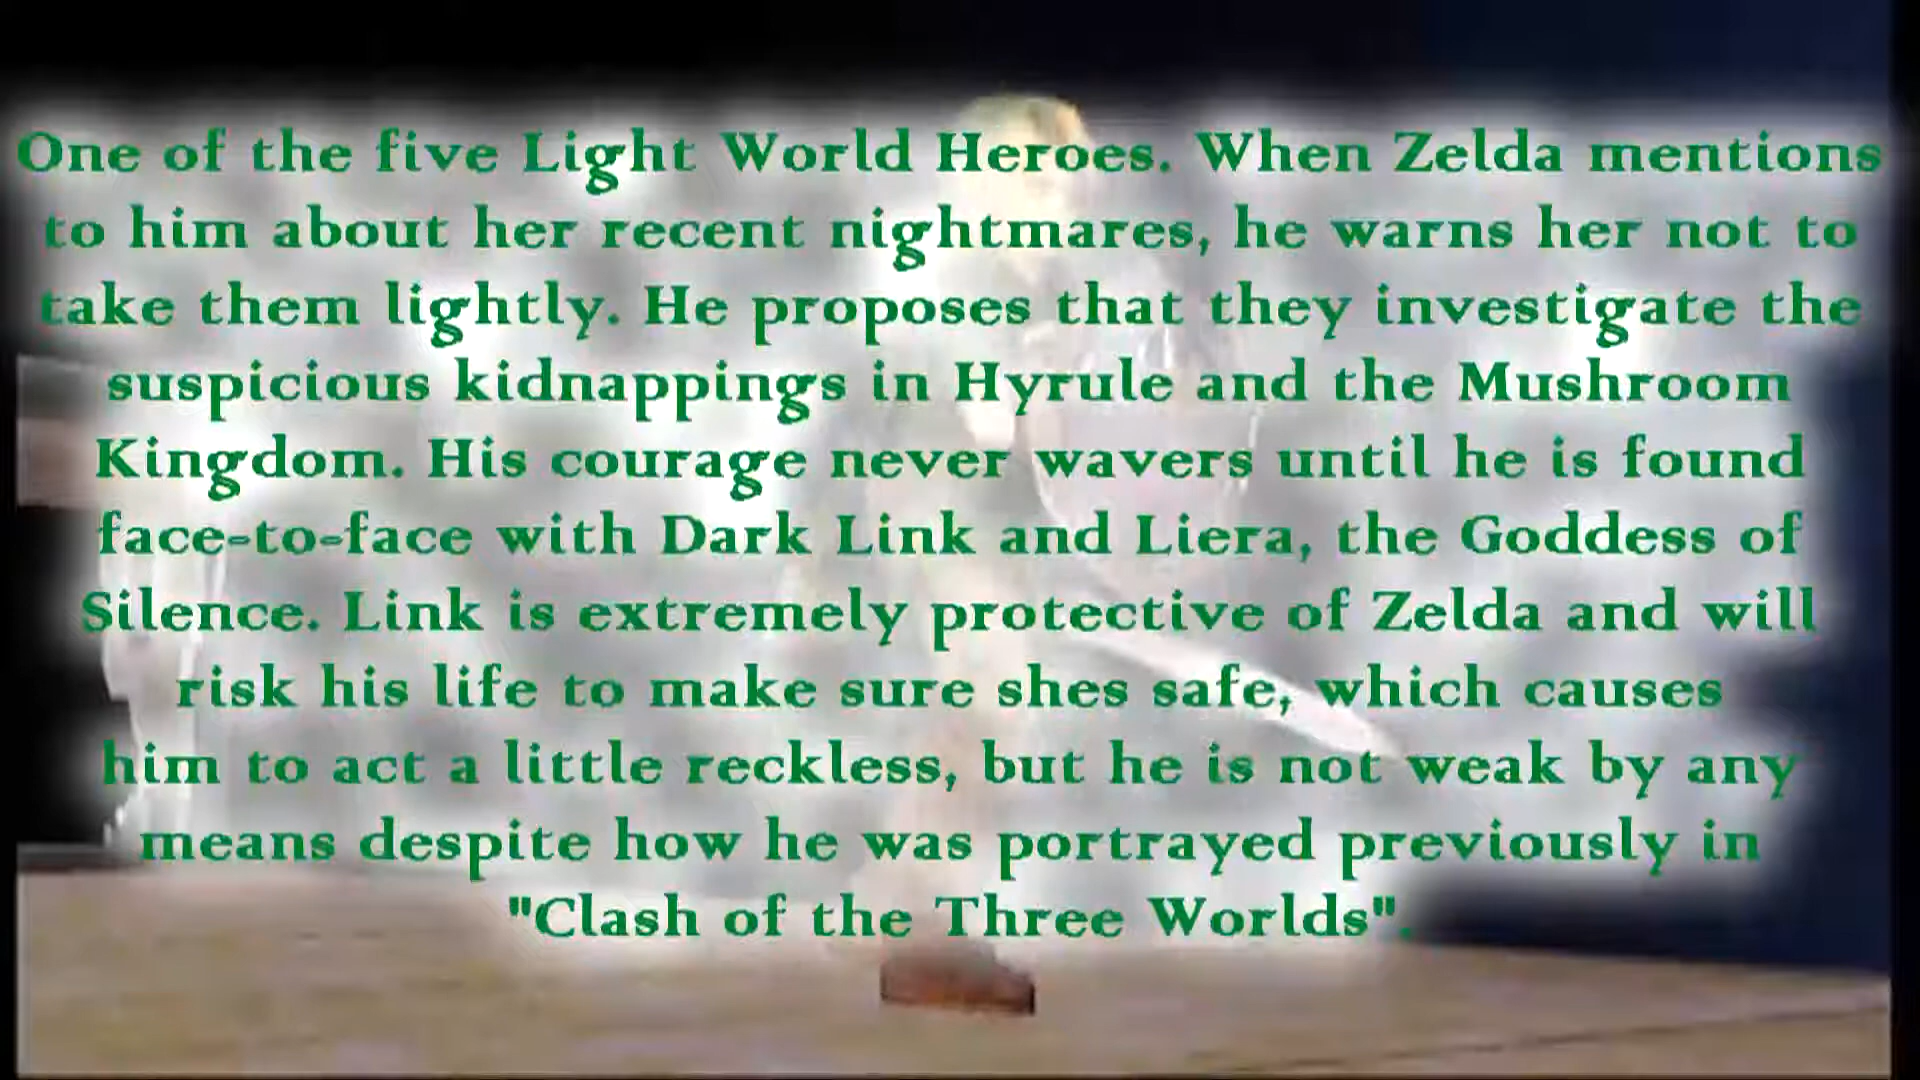 One of the five Light World Heroes. When Zelda mentions
to him about her recent nightmares, he warns her not to
take them lightly. He proposes that they investigate the
suspicious kidnappings in Hyrule and the Mushroom
Kingdom. His courage never wavers until he is found
face-to-face with Dark Link and Liera, the Goddess of
Silence. Link is extremely protective of Zelda and will
risk his life to make sure shes safe, which causes
him to act a little reckless, but he is not weak by any
means despite how he was portrayed previously in
"Clash of the Three Worlds".